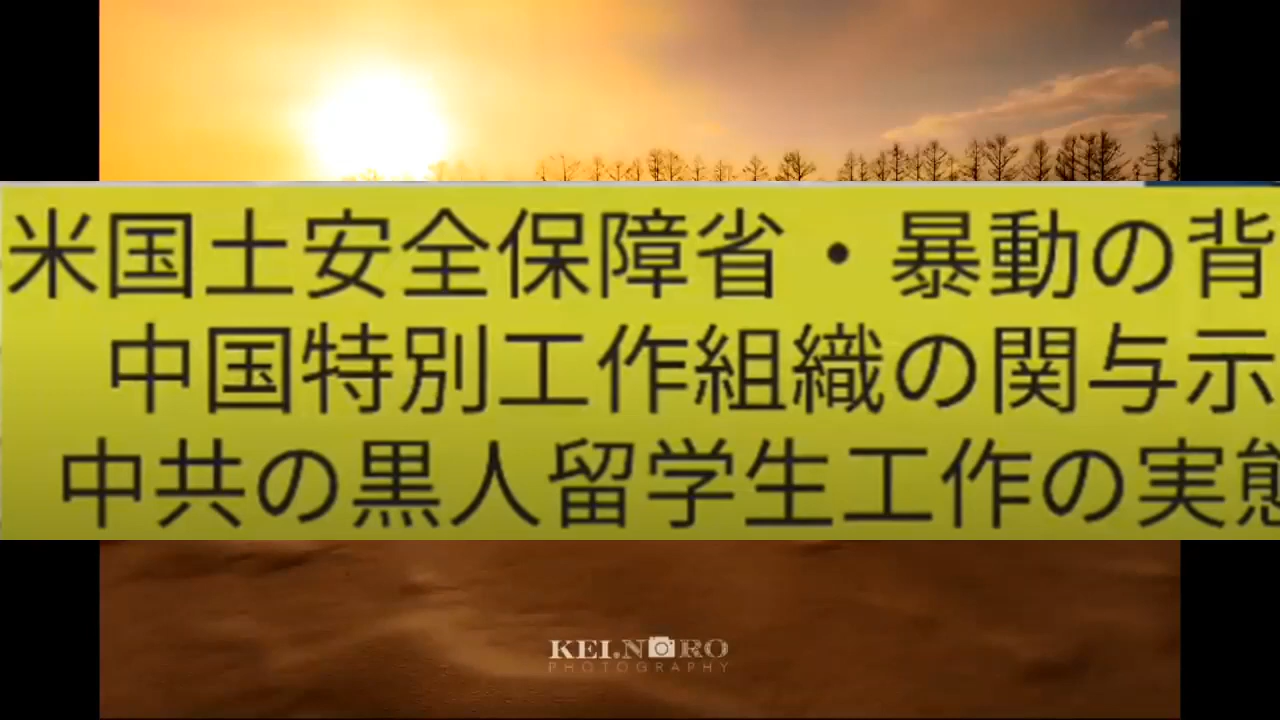 米国土安全保障省・暴動の背
中国特別工作組織の関与示
中共の黒人留学生工作の実態
KEI.NORO
PHOTOGRAPHY